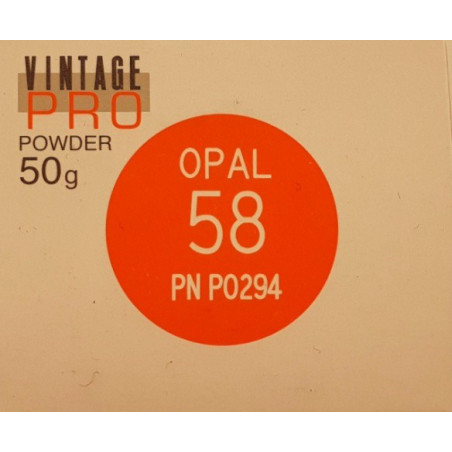 VINTAGE
PRO
POWDER
50g
OPAL
58
PN P0294